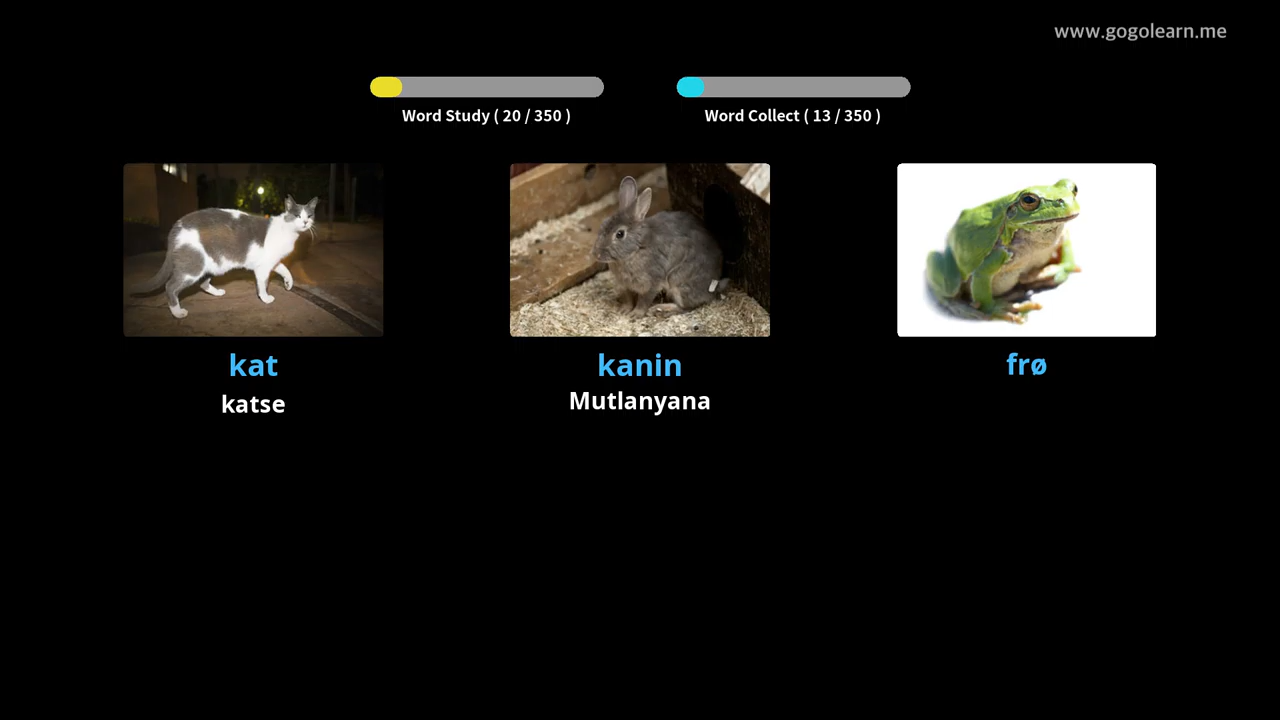 www.gogolearn.me
Word Study ( 20 / 350 )
Word Collect ( 13 / 350 )
kat
kanin
frø
katse
Mutlanyana